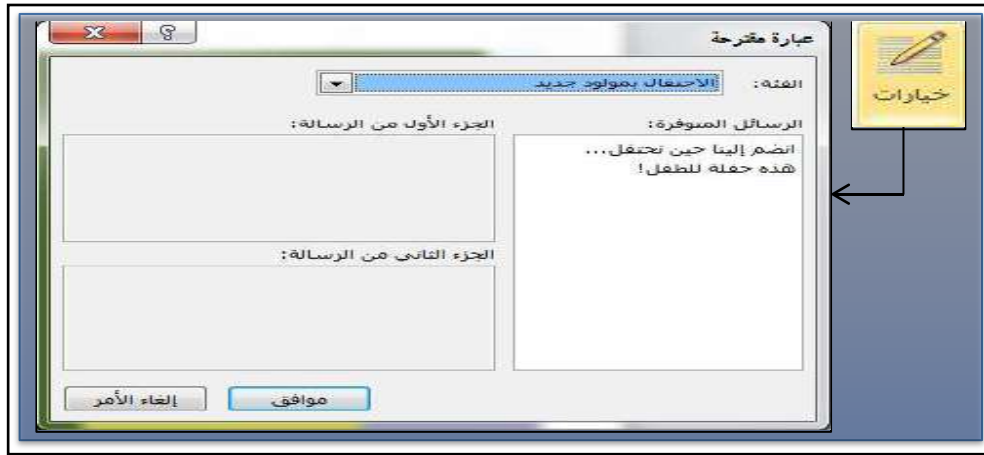 عبارة مقترحة
خيارات
الفئة: الاحتفال بمولود جديد
الرسائل المتوفرة:
انضم إلينا حين نحتفل...
هذه حفلة للطفل!
الجزء الأول من الرسالة:
الجزء الثاني من الرسالة:
موافق
إلغاء الأمر